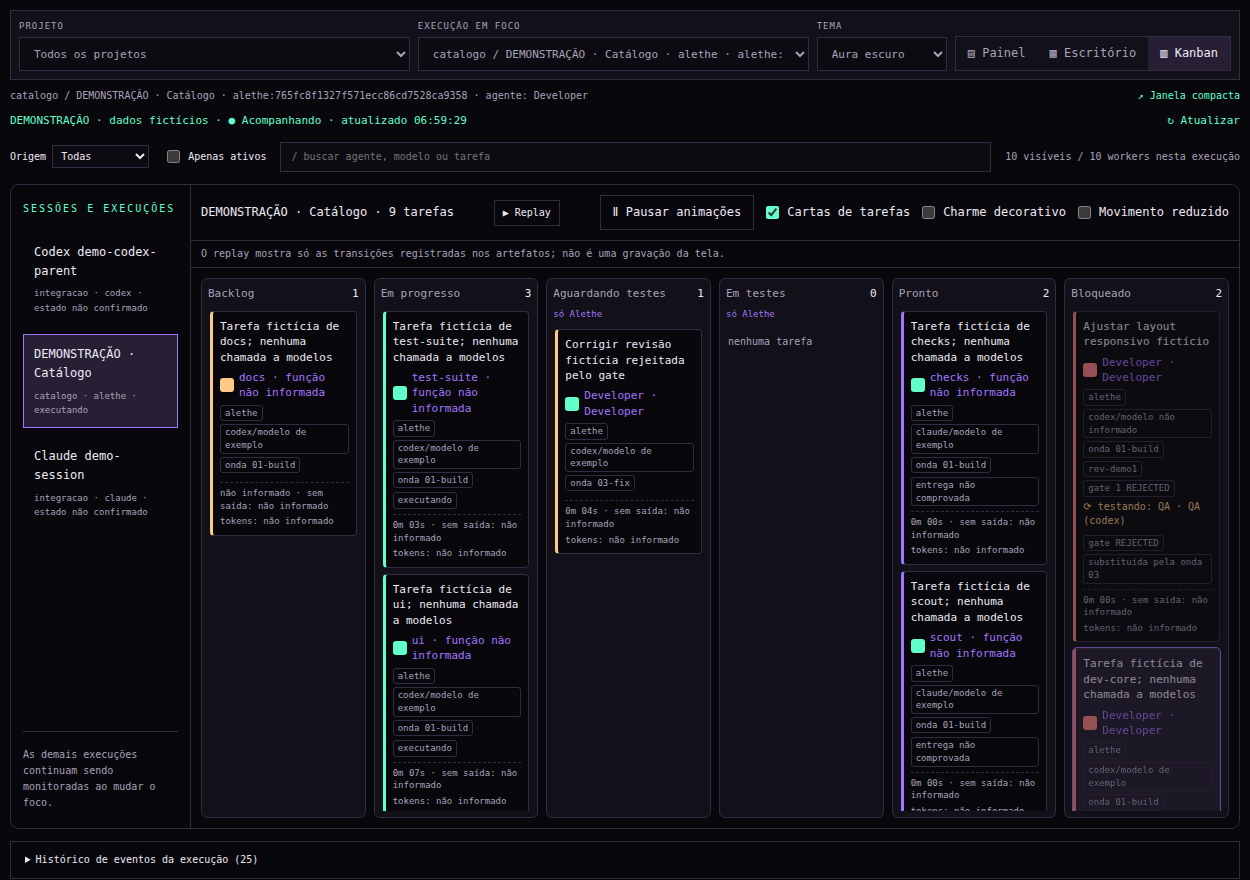 PROJETO
Todos os projetos
EXECUÇÃO EM FOCO
catalogo / DEMONSTRAÇÃO · Catálogo · alethe · alethe:
TEMA
Aura escuro
▤ Painel
▦ Escritório
▥ Kanban
catalogo / DEMONSTRAÇÃO · Catálogo · alethe:765fc8f1327f571ecc86cd7528ca9358 · agente: Developer
↗ Janela compacta
DEMONSTRAÇÃO · dados fictícios · ● Acompanhando · atualizado 06:59:29
↻ Atualizar
Origem
Todas
Apenas ativos
/ buscar agente, modelo ou tarefa
10 visíveis / 10 workers nesta execução
SESSÕES E EXECUÇÕES
Codex demo-codex-
parent
integracao · codex ·
estado não confirmado
DEMONSTRAÇÃO ·
Catálogo
catalogo · alethe ·
executando
Claude demo-
session
integracao · claude ·
estado não confirmado
As demais execuções
continuam sendo
monitoradas ao mudar o
foco.
DEMONSTRAÇÃO · Catálogo · 9 tarefas
▶ Replay
Ⅱ Pausar animações
Cartas de tarefas
Charme decorativo
Movimento reduzido
O replay mostra só as transições registradas nos artefatos; não é uma gravação da tela.
Backlog 1
Tarefa fictícia de
docs; nenhuma
chamada a modelos
docs · função
não informada
alethe
codex/modelo de
exemplo
onda 01-build
não informado · sem
saída: não informado
tokens: não informado
Em progresso 3
Tarefa fictícia de
test-suite; nenhuma
chamada a modelos
test-suite ·
função não
informada
alethe
codex/modelo de
exemplo
onda 01-build
executando
0m 03s · sem saída: não
informado
tokens: não informado
Tarefa fictícia de
ui; nenhuma chamada
a modelos
ui · função não
informada
alethe
codex/modelo de
exemplo
onda 01-build
executando
0m 07s · sem saída: não
informado
tokens: não informado
Aguardando testes 1
só Alethe
Corrigir revisão
fictícia rejeitada
pelo gate
Developer ·
Developer
alethe
codex/modelo de
exemplo
onda 03-fix
0m 04s · sem saída: não
informado
tokens: não informado
Em testes 0
só Alethe
nenhuma tarefa
Pronto 2
Tarefa fictícia de
checks; nenhuma
chamada a modelos
checks · função
não informada
alethe
claude/modelo de
exemplo
onda 01-build
entrega não
comprovada
0m 00s · sem saída: não
informado
tokens: não informado
Tarefa fictícia de
scout; nenhuma
chamada a modelos
scout · função
não informada
alethe
claude/modelo de
exemplo
onda 01-build
entrega não
comprovada
0m 00s · sem saída: não
informado
tokens: não informado
Bloqueado 2
Ajustar layout
responsivo fictício
Developer ·
Developer
alethe
codex/modelo não
informado
onda 01-build
rev-demo1
gate 1 REJECTED
⟳ testando: QA · QA
(codex)
gate REJECTED
substituída pela onda
03
0m 00s · sem saída: não
informado
tokens: não informado
Tarefa fictícia de
dev-core; nenhuma
chamada a modelos
Developer ·
Developer
alethe
codex/modelo de
exemplo
onda 01-build
▶ Histórico de eventos da execução (25)